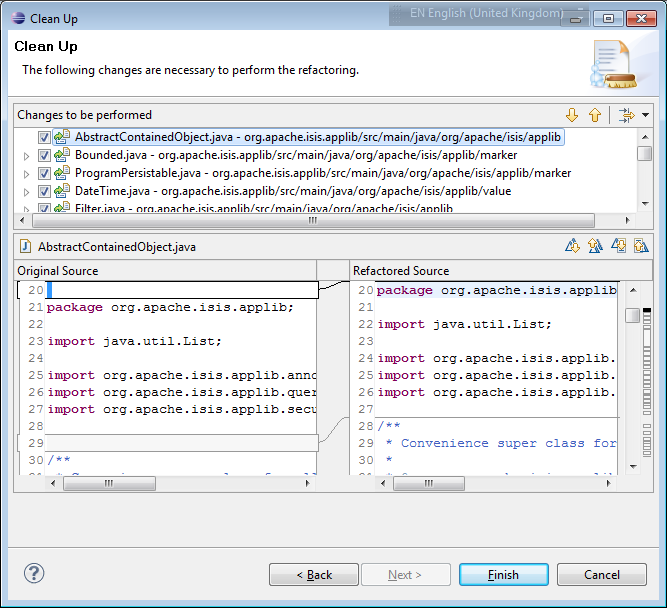 Clean Up
EN English (United Kingdom)
Clean Up
The following changes are necessary to perform the refactoring.
Changes to be performed
AbstractContainedObject.java - org.apache.isis.applib/src/main/java/org/apache/isis/applib
Bounded.java - org.apache.isis.applib/src/main/java/org/apache/isis/applib/marker
ProgramPersistable.java - org.apache.isis.applib/src/main/java/org/apache/isis/applib/marker
DateTime.java - org.apache.isis.applib/src/main/java/org/apache/isis/applib/value
Filter.java - org.apache.isis.applib/src/main/java/org/apache/isis/applib
AbstractContainedObject.java
Original Source
20
21 package org.apache.isis.applib;
22
23 import java.util.List;
24
25 import org.apache.isis.applib.anno
26 import org.apache.isis.applib.quer
27 import org.apache.isis.applib.secu
28
29
30 /**
Refactored Source
20 package org.apache.isis.applib
21
22 import java.util.List;
23
24 import org.apache.isis.applib.
25 import org.apache.isis.applib.
26 import org.apache.isis.applib.
27
28 /**
29 * Convenience super class for
30 *
< Back
Next >
Finish
Cancel